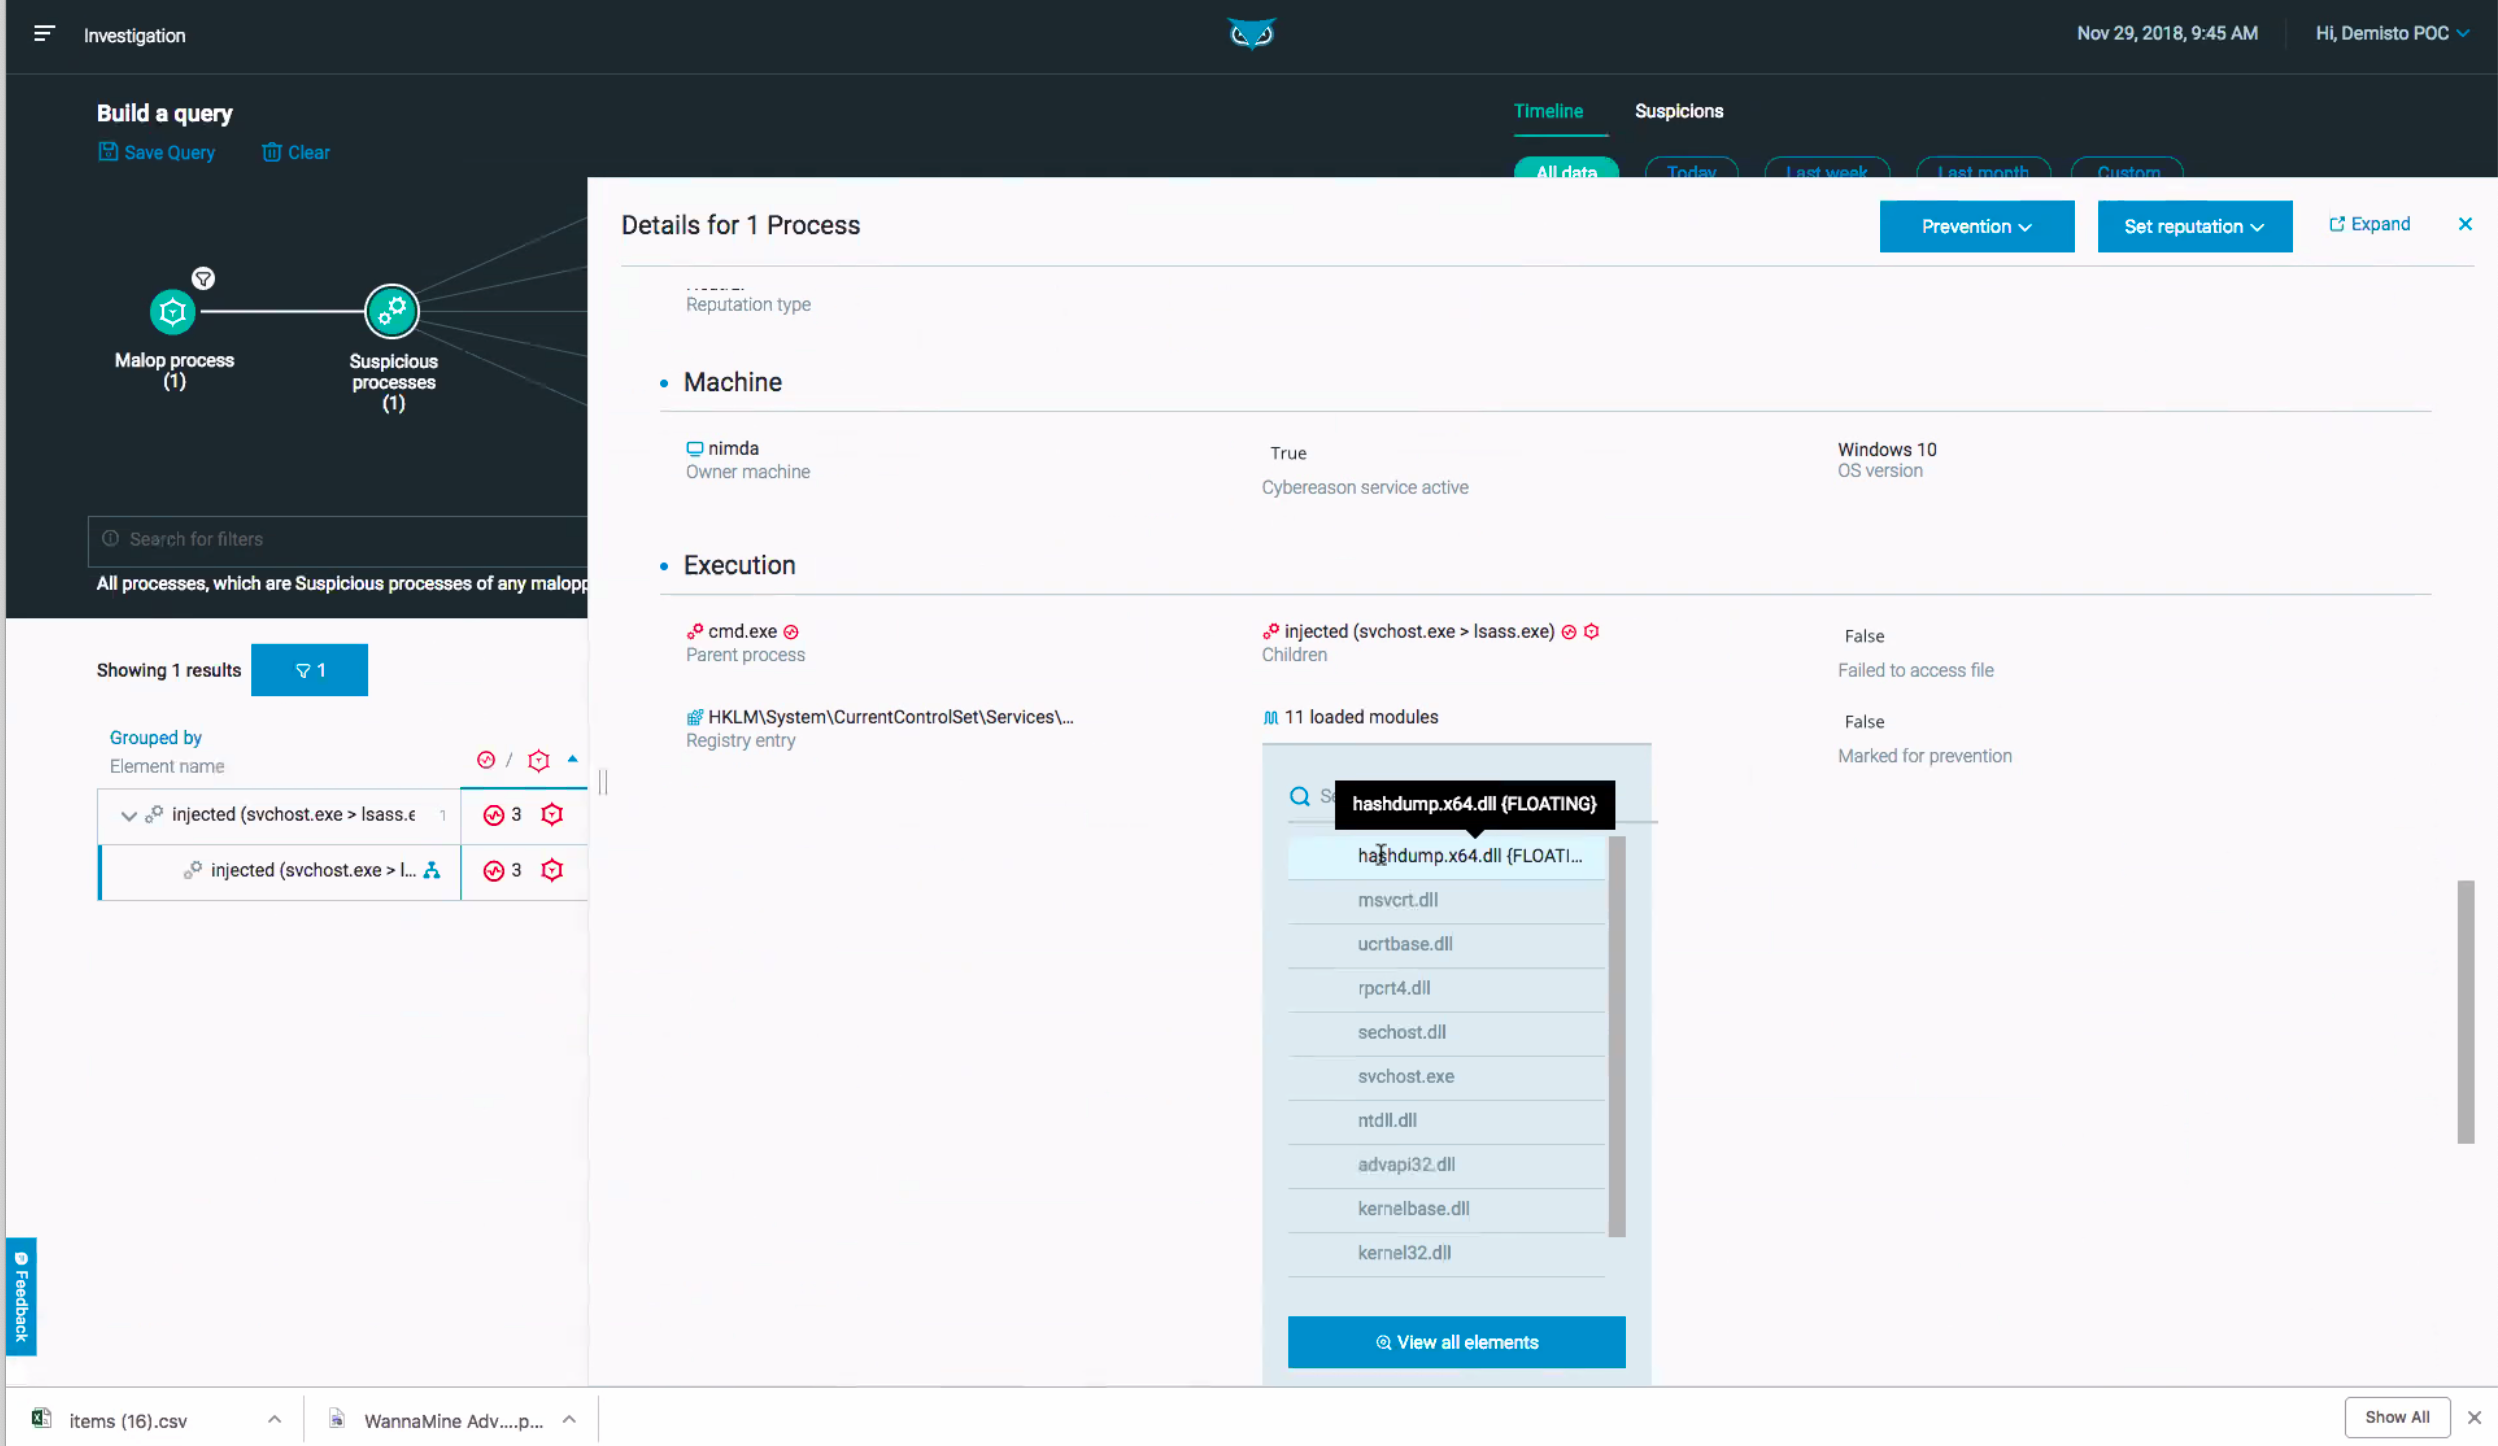 Investigation
Nov 29, 2018, 9:45 AM
Hi, Demisto POC
Build a query
Save Query
Clear
Timeline
Suspicions
All data
Today
Last week
Last month
Custom
Malop process
(1)
Suspicious
processes
(1)
Search for filters
All processes, which are Suspicious processes of any malopp
Showing 1 results
1
Grouped by
Element name
/
injected (svchost.exe > lsass.e
1
3
injected (svchost.exe > l...
3
Details for 1 Process
Prevention
Set reputation
Expand
Reputation type
Machine
nimda
Owner machine
True
Cybereason service active
Windows 10
OS version
Execution
cmd.exe
Parent process
injected (svchost.exe > lsass.exe)
Children
False
Failed to access file
HKLM\System\CurrentControlSet\Services\...
Registry entry
11 loaded modules
False
Marked for prevention
hashdump.x64.dll {FLOATING}
hashdump.x64.dll {FLOATI...
msvcrt.dll
ucrtbase.dll
rpcrt4.dll
sechost.dll
svchost.exe
ntdll.dll
advapi32.dll
kernelbase.dll
kernel32.dll
View all elements
Feedback
items (16).csv
WannaMine Adv....p...
Show All